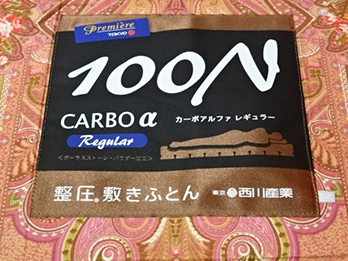 Première
TOKYO
100N
CARBO α カーボアルファ レギュラー
Regular
<ポーラスストーン・パウダー±ミニ>
整圧®敷きふとん 東京 西川産業